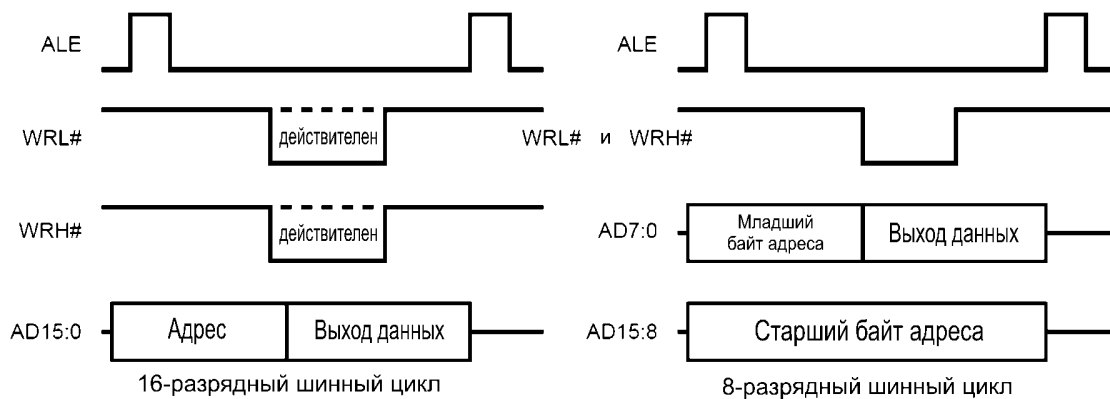 ALE
WRL#
действителен
WRH#
действителен
AD15:0
Адрес
Выход данных
16-разрядный шинный цикл
ALE
WRL# и WRH#
AD7:0
Младший
байт адреса
Выход данных
AD15:8
Старший байт адреса
8-разрядный шинный цикл